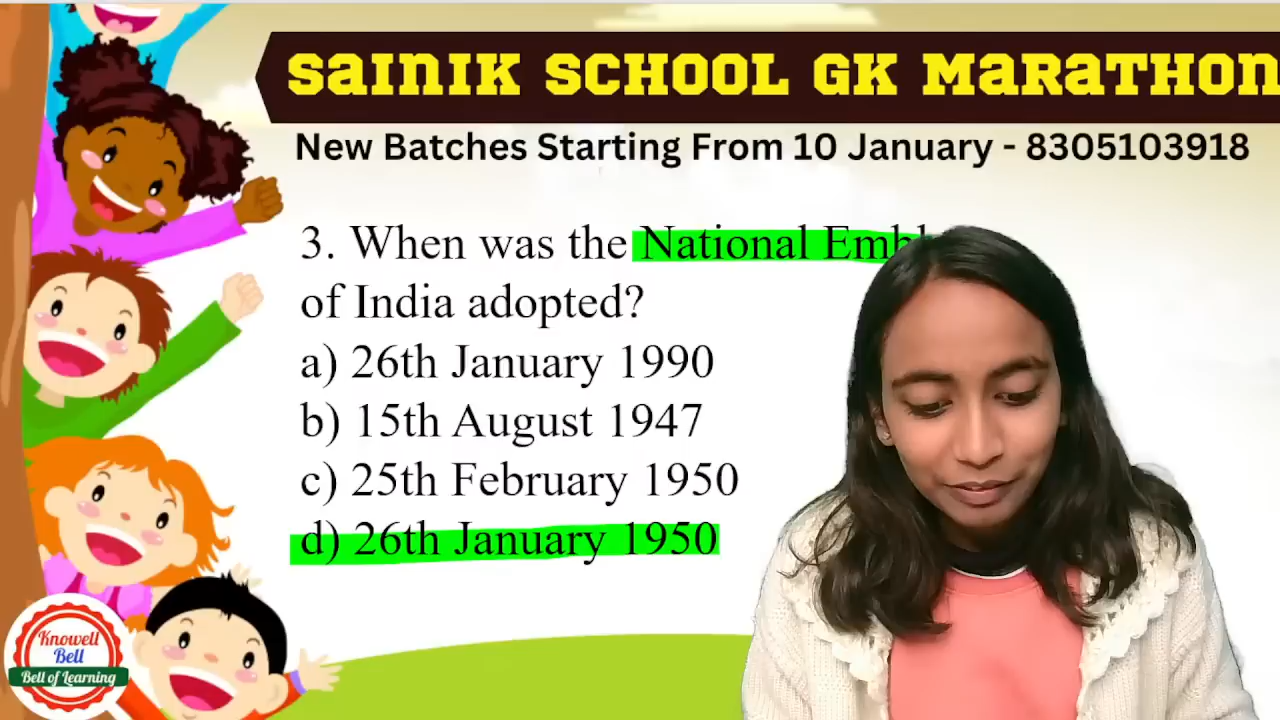 SaINIK SCHOOL GK MaRaTHON
New Batches Starting From 10 January - 8305103918
3. When was the National
of India adopted?
a) 26th January 1990
b) 15th August 1947
c) 25th February 1950
d) 26th January 1950
Knowell
Bell
Bell of Learning